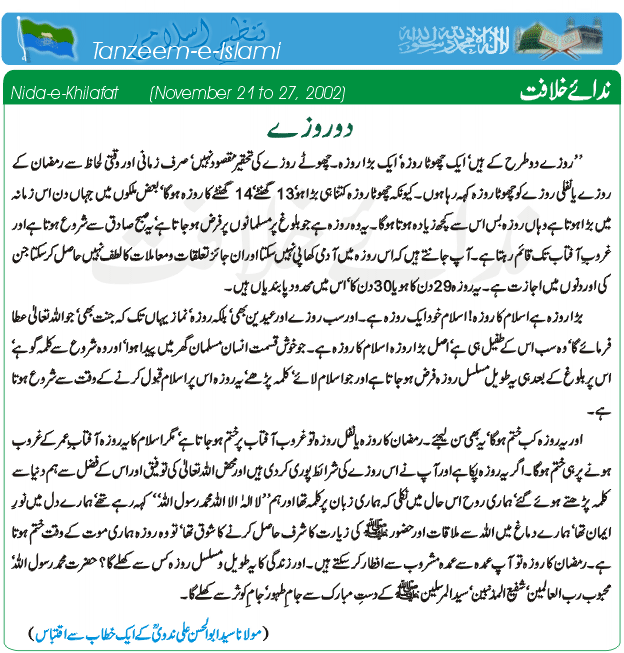 تنظیم اسلامی
Tanzeem-e-Islami
لا الہ الا اللہ محمد رسول اللہ
Nida-e-Khilafat (November 21 to 27, 2002) ندائے خلافت
دو روزے
’’روزے دو طرح کے ہیں‘ ایک چھوٹا روزہ‘ ایک بڑا روزہ۔ چھوٹے روزے کی تحقیر مقصود نہیں‘ صرف زمانی اور وقتی لحاظ سے رمضان کے
روزے یا نفلی روزے کو چھوٹا روزہ کہہ رہا ہوں۔ کیونکہ چھوٹا روزہ کتنا ہی بڑا ہو‘ 13 گھنٹے‘ 14 گھنٹے کا روزہ ہوگا‘ بعض ملکوں میں جہاں دن اس زمانہ
میں بڑا ہوتا ہے وہاں روزہ بس اس سے کچھ زیادہ ہوتا ہوگا۔ یہ وہ روزہ ہے جو بلوغ پر مسلمانوں پر فرض ہو جاتا ہے‘ یہ صبح صادق سے شروع ہوتا ہے اور
غروب آفتاب تک قائم رہتا ہے۔ آپ جانتے ہیں کہ اس روزہ میں آدمی کھا پی نہیں سکتا اور ان جائز تعلقات و معاملات کا لطف نہیں حاصل کر سکتا جن
کی اور دنوں میں اجازت ہے۔ یہ روزہ 29 دن کا ہو یا 30 دن کا‘ اس میں محدود پابندیاں ہیں۔
بڑا روزہ ہے اسلام کا روزہ! اسلام خود ایک روزہ ہے۔ اور سب روزے اور عیدین بھی‘ بلکہ روزہ‘ نماز یہاں تک کہ جنت بھی‘ جو اللہ تعالیٰ عطا
فرمائے گا‘ وہ سب اس کے طفیل ہی ہے‘ اصل بڑا روزہ اسلام کا روزہ ہے۔ جو خوش قسمت انسان مسلمان گھر میں پیدا ہوا‘ اور وہ شروع سے کلمہ گو ہے‘
اس پر بلوغ کے بعد ہی یہ طویل مسلسل روزہ فرض ہو جاتا ہے اور جو اسلام لائے‘ کلمہ پڑھے‘ یہ روزہ اس پر اسلام قبول کرنے کے وقت سے شروع ہوتا
ہے۔
اور یہ روزہ کب ختم ہوگا‘ یہ بھی سن لیجئے۔ رمضان کا روزہ یا نفل روزہ تو غروب آفتاب پر ختم ہو جاتا ہے‘ مگر اسلام کا یہ روزہ آفتابِ عمر کے غروب
ہونے پر ہی ختم ہوگا۔ اگر یہ روزہ پکا ہے اور آپ نے اس روزے کی شرائط پوری کر دی ہیں اور محض اللہ تعالیٰ کی توفیق اور اس کے فضل سے ہم دنیا سے
کلمہ پڑھتے ہوئے گئے‘ ہماری روح اس حال میں نکلی کہ ہماری زبان پر کلمہ تھا اور ہم ’’لا الٰہ الا اللہ محمد رسول اللہ‘‘ کہہ رہے تھے‘ ہمارے دل میں نورِ
ایمان تھا‘ ہمارے دماغ میں اللہ سے ملاقات اور حضور ﷺ کی زیارت کا شرف حاصل کرنے کا شوق تھا‘ تو وہ روزہ ہماری موت کے وقت ختم ہوتا
ہے۔ رمضان کا روزہ تو آپ عمدہ سے عمدہ مشروب سے افطار کر سکتے ہیں۔ اور زندگی کا یہ طویل و مسلسل روزہ کس سے کھلے گا؟ حضرت محمد رسول اللہ‘
محبوب رب العالمین‘ شفیع المذنبین‘ سید المرسلین ﷺ کے دستِ مبارک سے جامِ طہور‘ جامِ کوثر سے کھلے گا۔
(مولانا سید ابوالحسن علی ندویؒ کے ایک خطاب سے اقتباس)